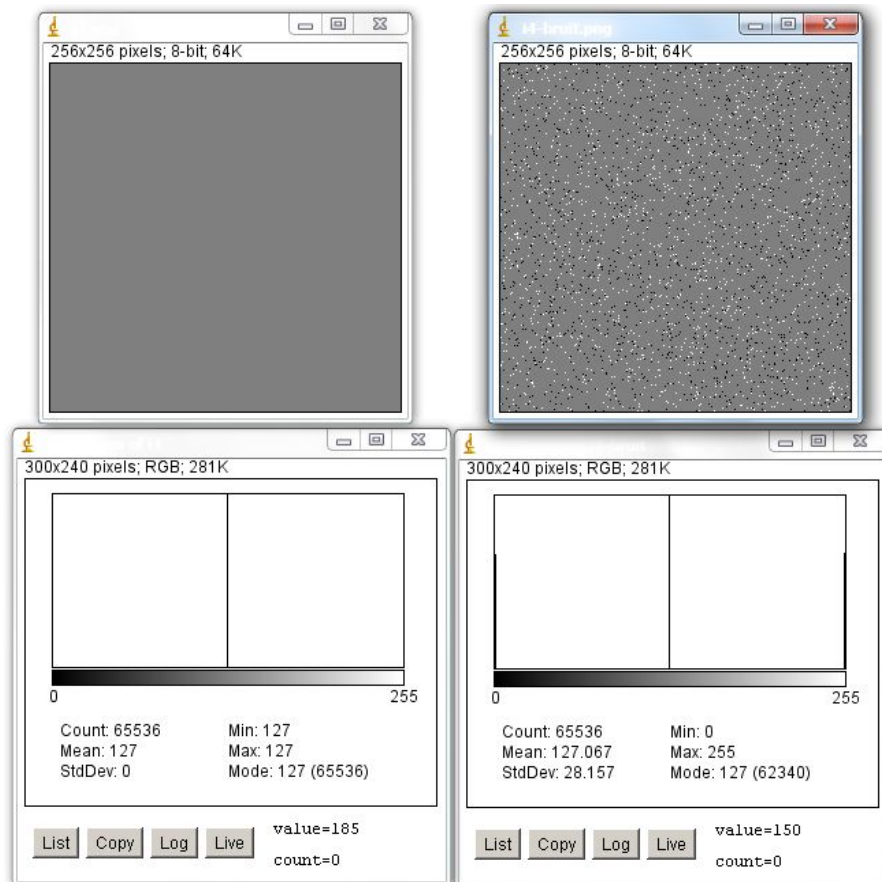 i4-bruit.png
256x256 pixels; 8-bit; 64K
256x256 pixels; 8-bit; 64K
300x240 pixels; RGB; 281K
0 255
Count: 65536 Min: 127
Mean: 127 Max: 127
StdDev: 0 Mode: 127 (65536)
List Copy Log Live value=185
count=0
300x240 pixels; RGB; 281K
0 255
Count: 65536 Min: 0
Mean: 127.067 Max: 255
StdDev: 28.157 Mode: 127 (62340)
List Copy Log Live value=150
count=0